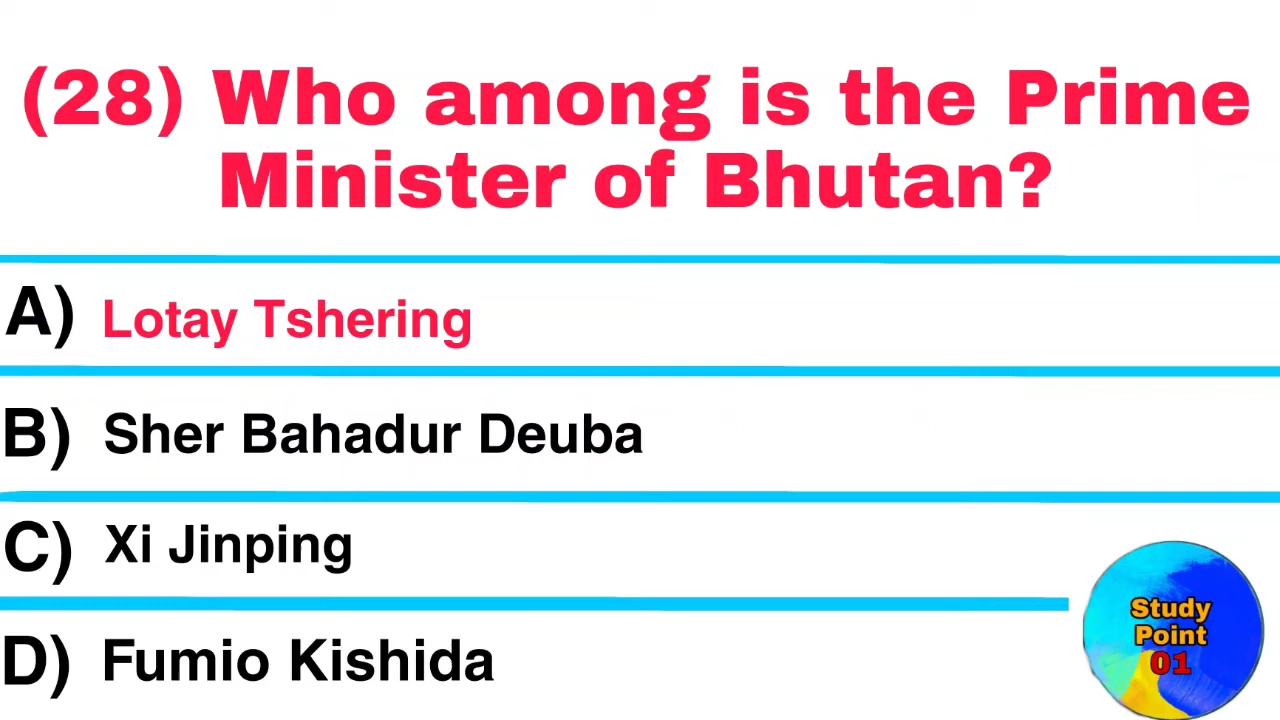 (28) Who among is the Prime
Minister of Bhutan?
A) Lotay Tshering
B) Sher Bahadur Deuba
C) Xi Jinping
D) Fumio Kishida
Study
Point
01